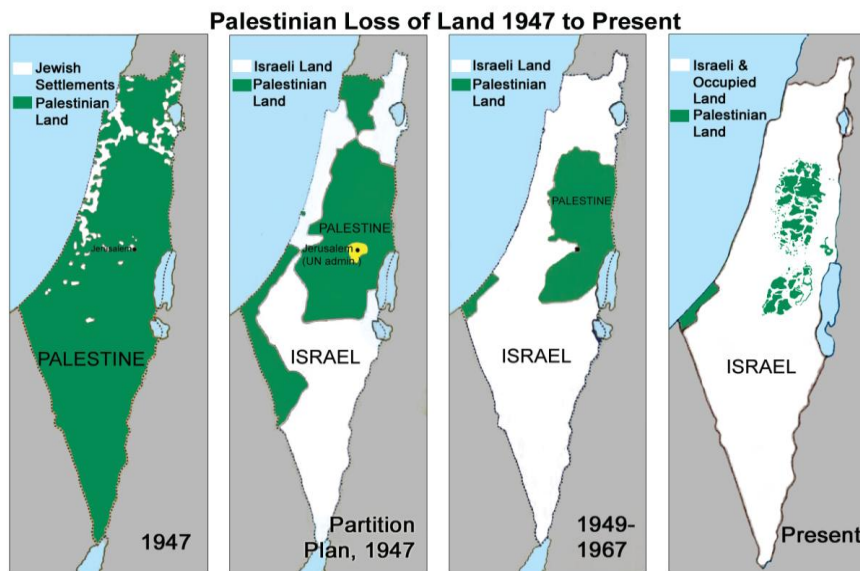 Palestinian Loss of Land 1947 to Present
Jewish
Settlements
Palestinian
Land
Jerusalem
PALESTINE
1947
Israeli Land
Palestinian
Land
PALESTINE
Jerusalem
(UN admin.)
ISRAEL
Partition
Plan, 1947
Israeli Land
Palestinian
Land
PALESTINE
ISRAEL
1949-
1967
Israeli &
Occupied
Land
Palestinian
Land
ISRAEL
Present